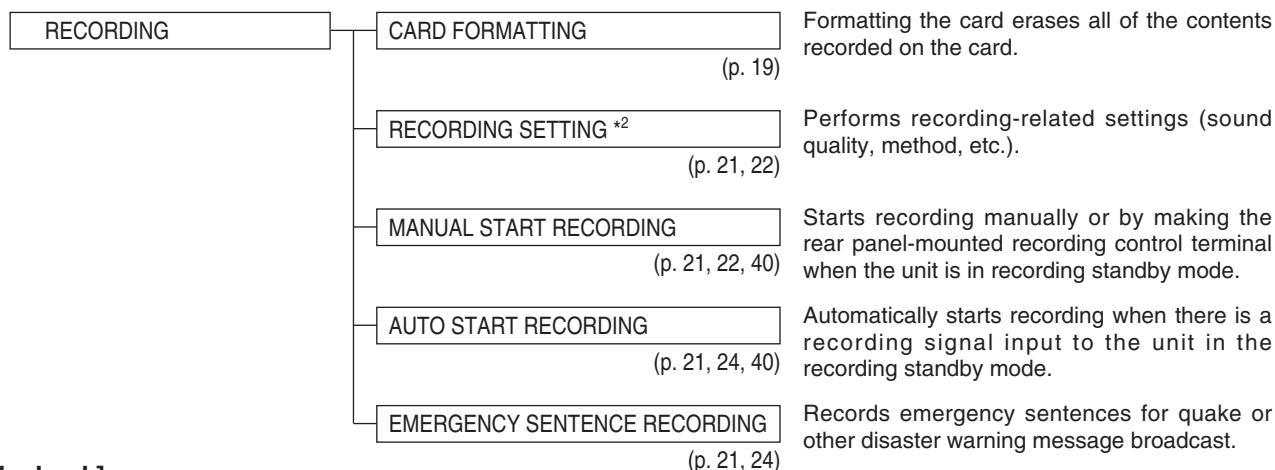 RECORDING
CARD FORMATTING
(p. 19)
Formatting the card erases all of the contents
recorded on the card.
RECORDING SETTING *2
(p. 21, 22)
Performs recording-related settings (sound
quality, method, etc.).
MANUAL START RECORDING
(p. 21, 22, 40)
Starts recording manually or by making the
rear panel-mounted recording control terminal
when the unit is in recording standby mode.
AUTO START RECORDING
(p. 21, 24, 40)
Automatically starts recording when there is a
recording signal input to the unit in the
recording standby mode.
EMERGENCY SENTENCE RECORDING
(p. 21, 24)
Records emergency sentences for quake or
other disaster warning message broadcast.